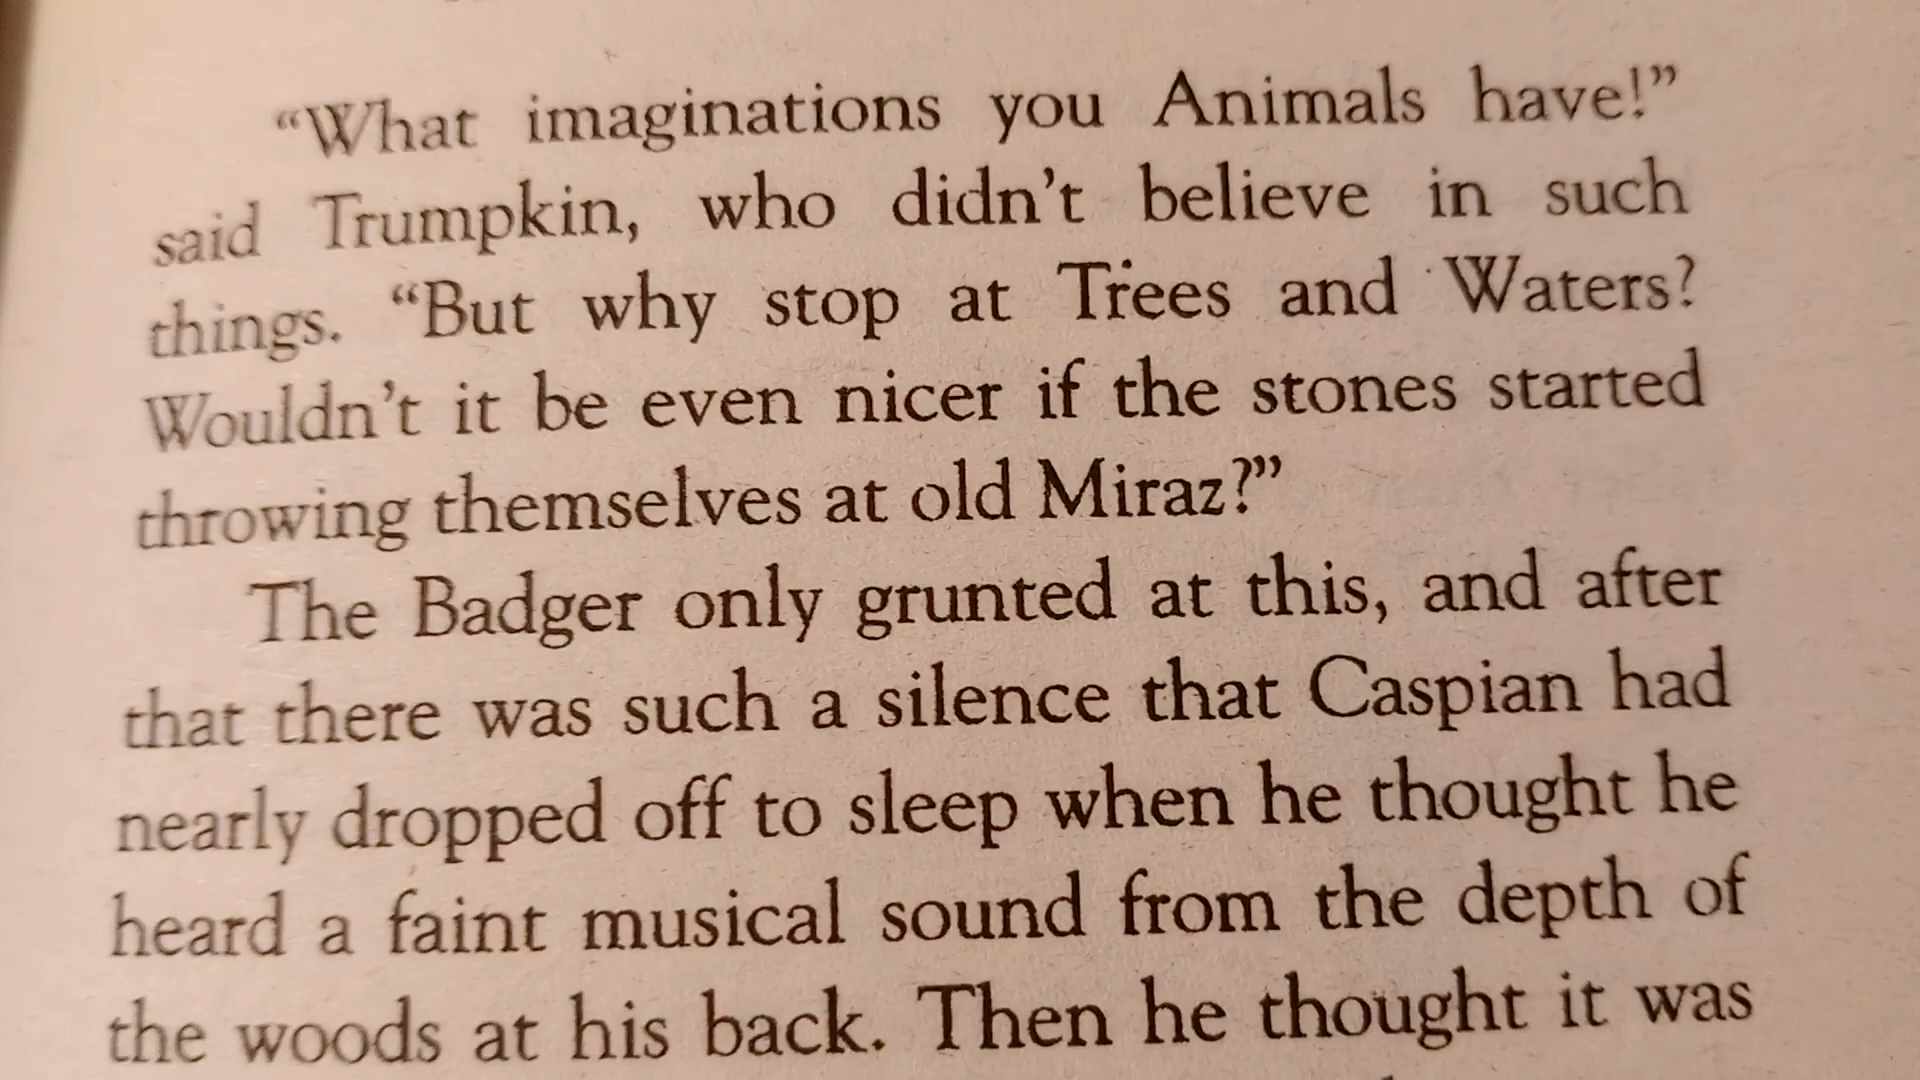 “What imaginations you Animals have!”
said Trumpkin, who didn’t believe in such
things. “But why stop at Trees and Waters?
Wouldn’t it be even nicer if the stones started
throwing themselves at old Miraz?”
The Badger only grunted at this, and after
that there was such a silence that Caspian had
nearly dropped off to sleep when he thought he
heard a faint musical sound from the depth of
the woods at his back. Then he thought it was